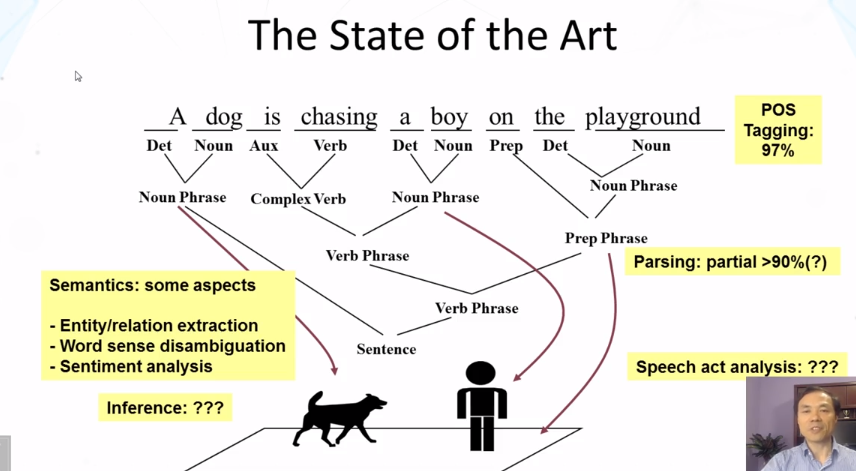 The State of the Art
A dog is chasing a boy on the playground
Det Noun Aux Verb Det Noun Prep Det Noun
POS
Tagging:
97%
Noun Phrase Complex Verb Noun Phrase Noun Phrase
Verb Phrase Prep Phrase
Parsing: partial >90%(?)
Semantics: some aspects
- Entity/relation extraction
- Word sense disambiguation
- Sentiment analysis
Verb Phrase
Sentence
Speech act analysis: ???
Inference: ???